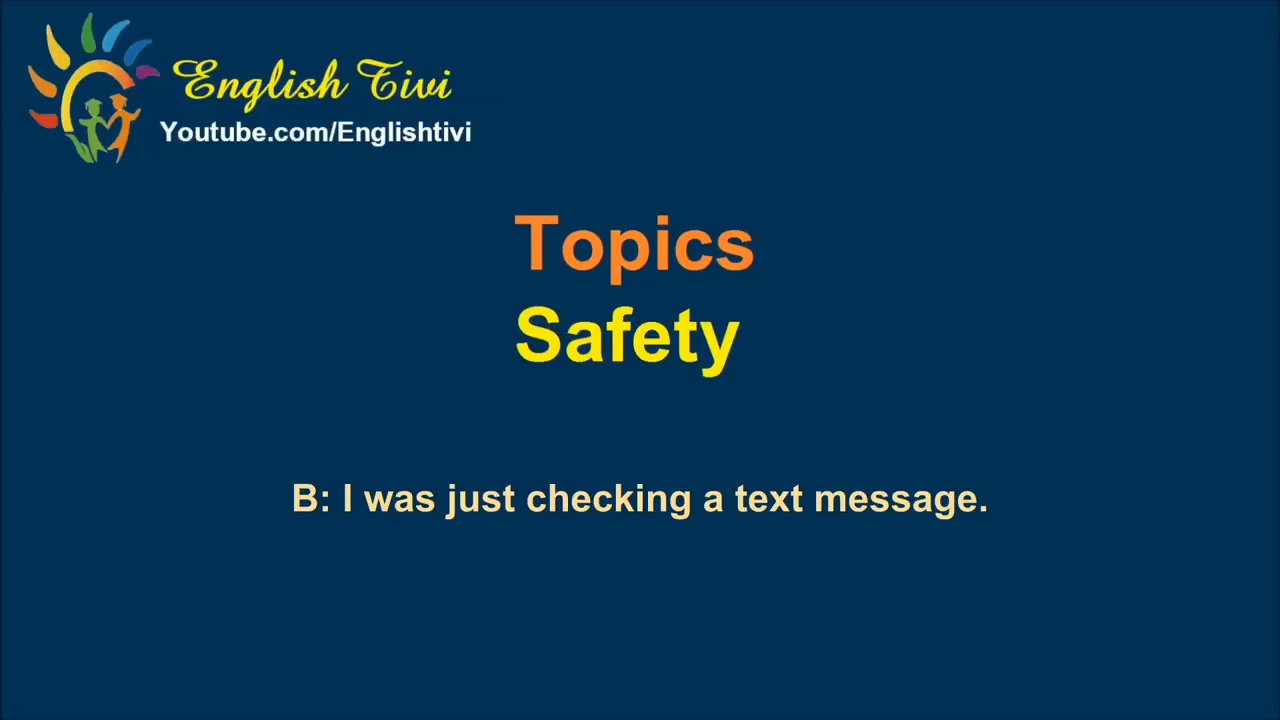 English Tivi
Youtube.com/Englishtivi
Topics
Safety
B: I was just checking a text message.